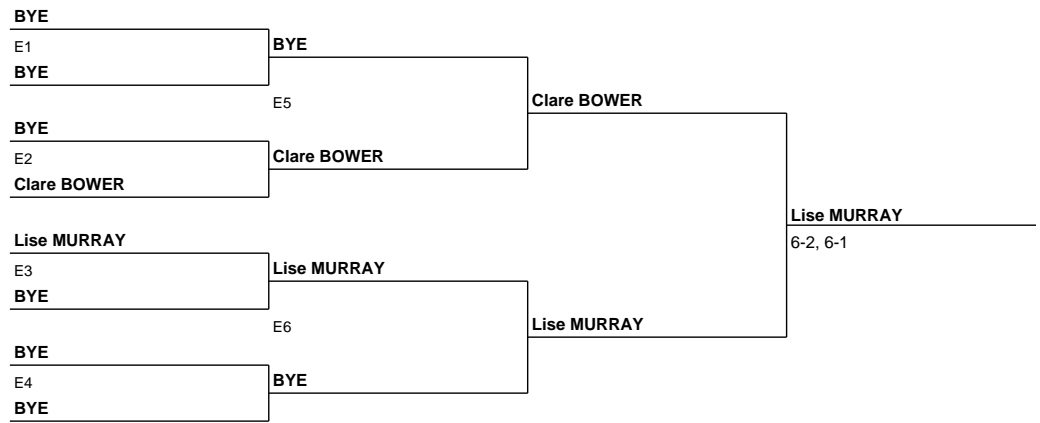 BYE
E1
BYE
BYE
E5
Clare BOWER
BYE
E2
Clare BOWER
Clare BOWER
Lise MURRAY
6-2, 6-1
Lise MURRAY
E3
Lise MURRAY
BYE
E6
Lise MURRAY
BYE
E4
BYE
BYE